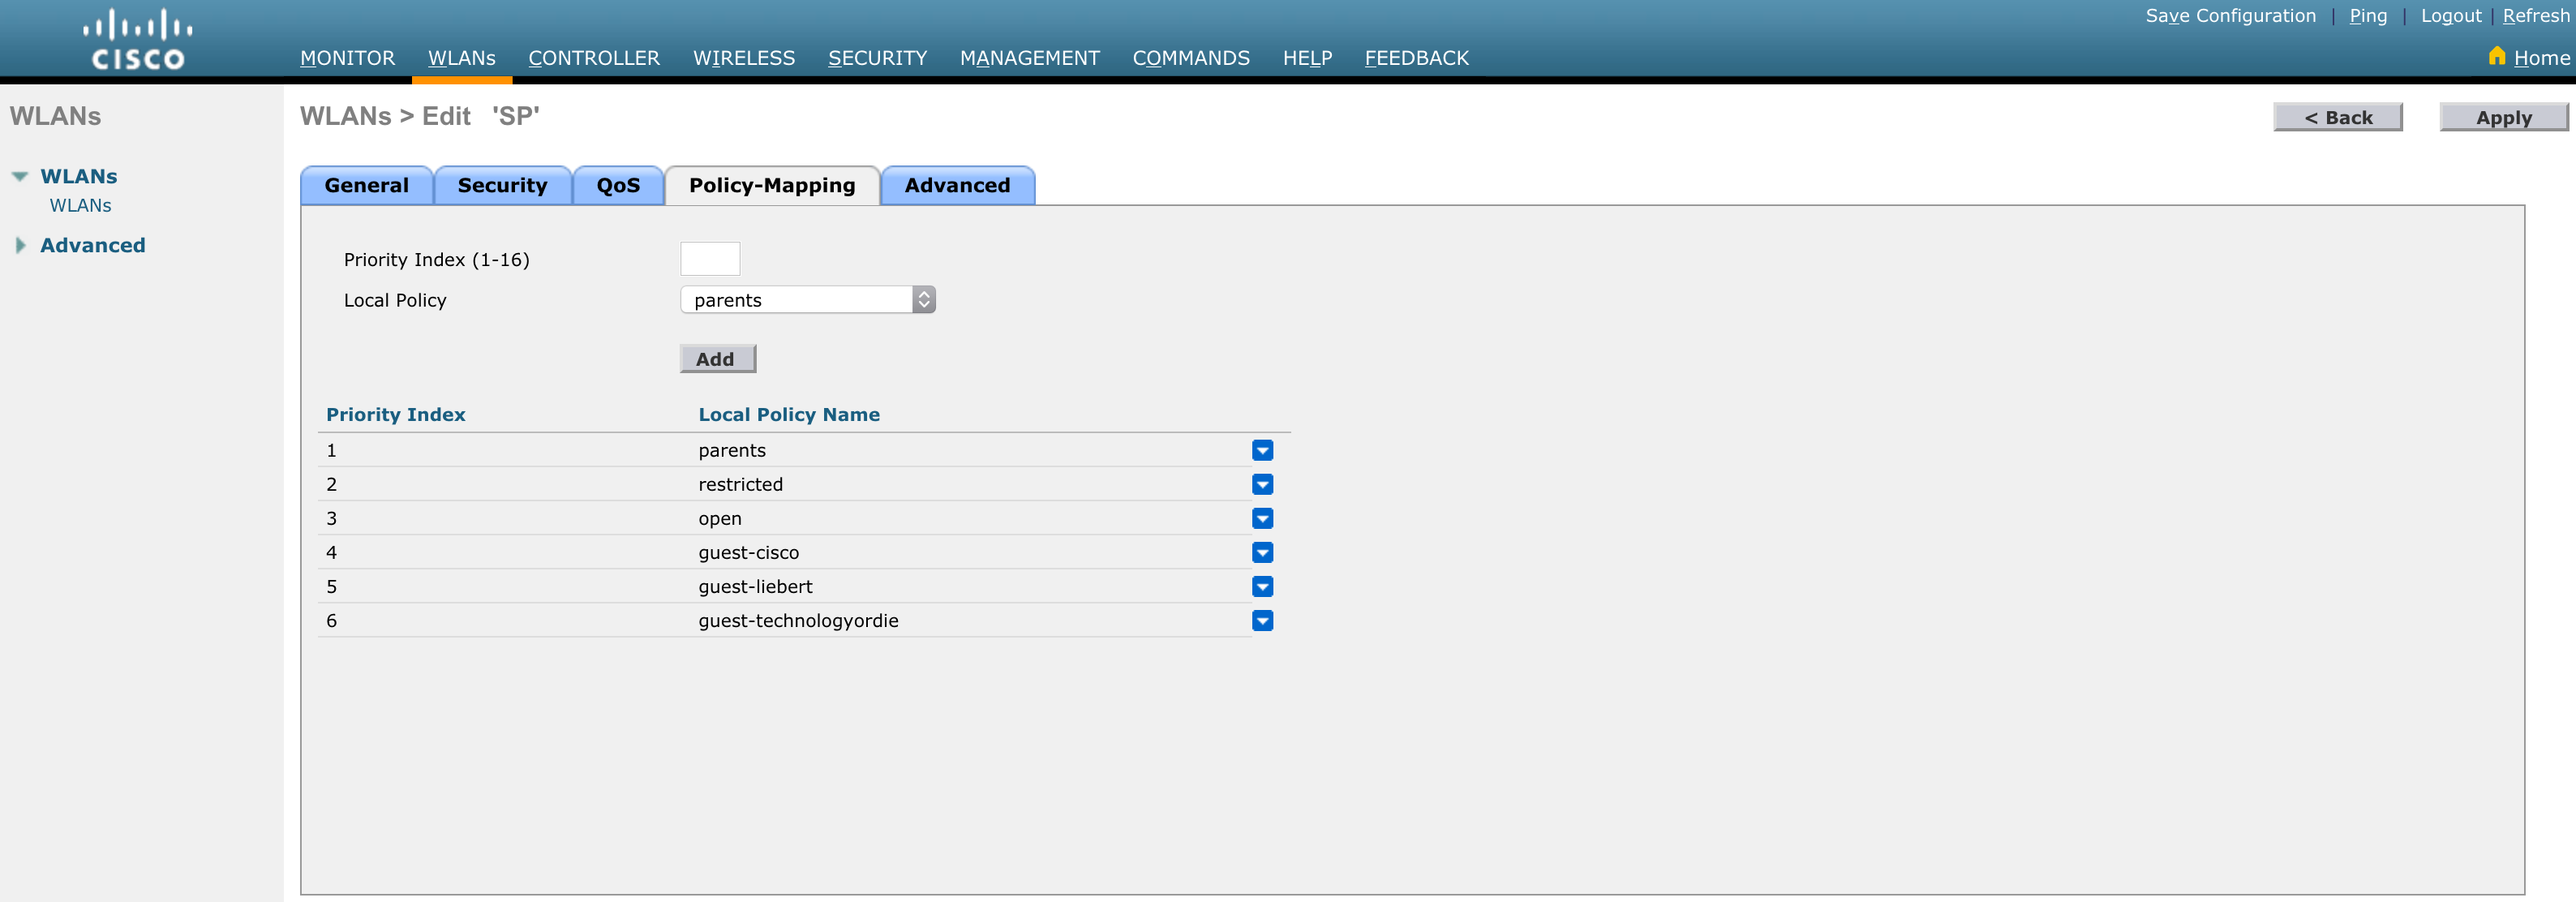 Save Configuration | Ping | Logout | Refresh
CISCO
MONITOR WLANs CONTROLLER WIRELESS SECURITY MANAGEMENT COMMANDS HELP FEEDBACK Home
WLANs
WLANs > Edit 'SP'
< Back Apply
WLANs
WLANs
Advanced
General Security QoS Policy-Mapping Advanced
Priority Index (1-16)
Local Policy parents
Add
Priority Index Local Policy Name
1 parents
2 restricted
3 open
4 guest-cisco
5 guest-liebert
6 guest-technologyordie